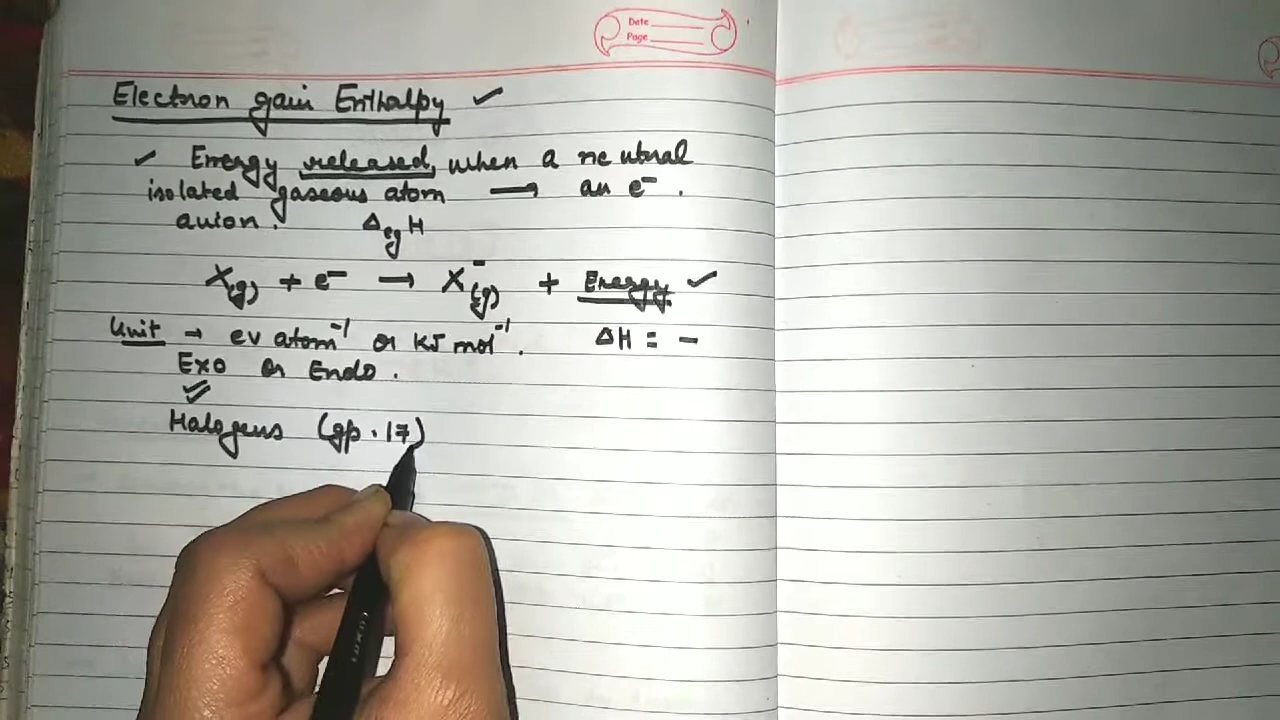 Date
Page
Electron gain Enthalpy ✓
✓ Energy released, when a neutral
isolated gaseous atom → an e⁻.
anion. ΔegH
X(g) + e⁻ → X⁻(g) + Energy ✓
Unit → ev atom⁻¹ or KJ mol⁻¹. ΔH = -
Exo or Endo.
Halogens (gp. 17)
LUXOR